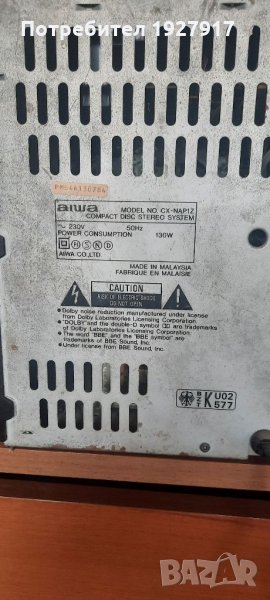 Потребител 1927917
PM546130784
aiwa
MODEL NO. CX-NAP1Z
COMPACT DISC STEREO SYSTEM
~ 230V 50Hz
POWER CONSUMPTION 130W
D H S N D
AIWA CO.,LTD.
MADE IN MALAYSIA
FABRIQUE EN MALAISIE
CAUTION
RISK OF ELECTRIC SHOCK
DO NOT OPEN
• Dolby noise reduction manufactured under license
from Dolby Laboratories Licensing Corporation.
• "DOLBY" and the double-D symbol are trademarks
of Dolby Laboratories Licensing Corporation.
• The word "BBE" and the "BBE symbol" are
trademarks of BBE Sound, Inc.
• Under license from BBE Sound, Inc.
BZT K U02 577
BAZAR.BG